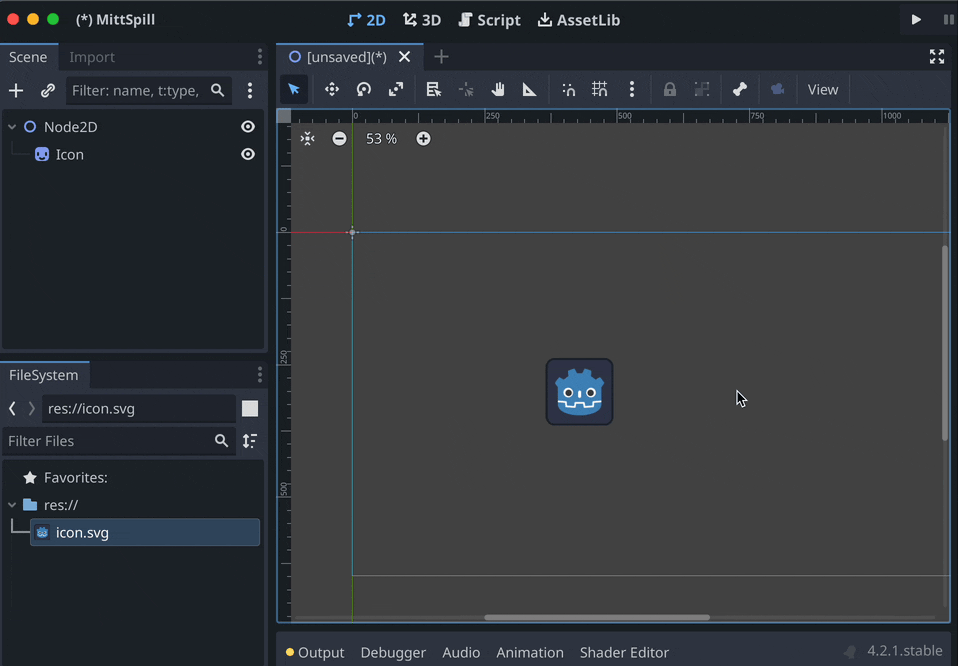 (*) MittSpill
2D
3D
Script
AssetLib
Scene
Import
[unsaved](*)
Filter: name, t:type,
View
Node2D
Icon
53 %
0
250
500
750
1000
0
250
500
FileSystem
res://icon.svg
Filter Files
Favorites:
res://
icon.svg
Output
Debugger
Audio
Animation
Shader Editor
4.2.1.stable